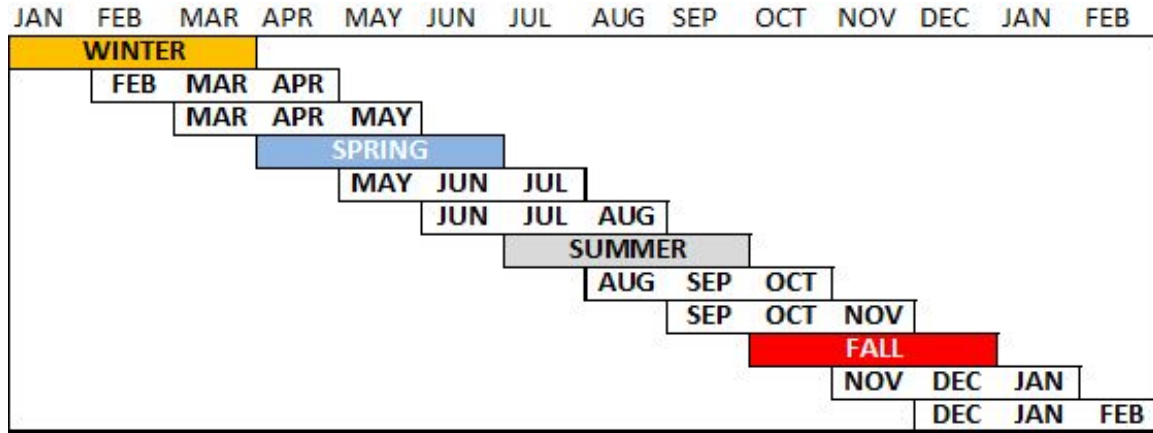 JAN FEB MAR APR MAY JUN JUL AUG SEP OCT NOV DEC JAN FEB
WINTER
FEB MAR APR
MAR APR MAY
SPRING
MAY JUN JUL
JUN JUL AUG
SUMMER
AUG SEP OCT
SEP OCT NOV
FALL
NOV DEC JAN
DEC JAN FEB